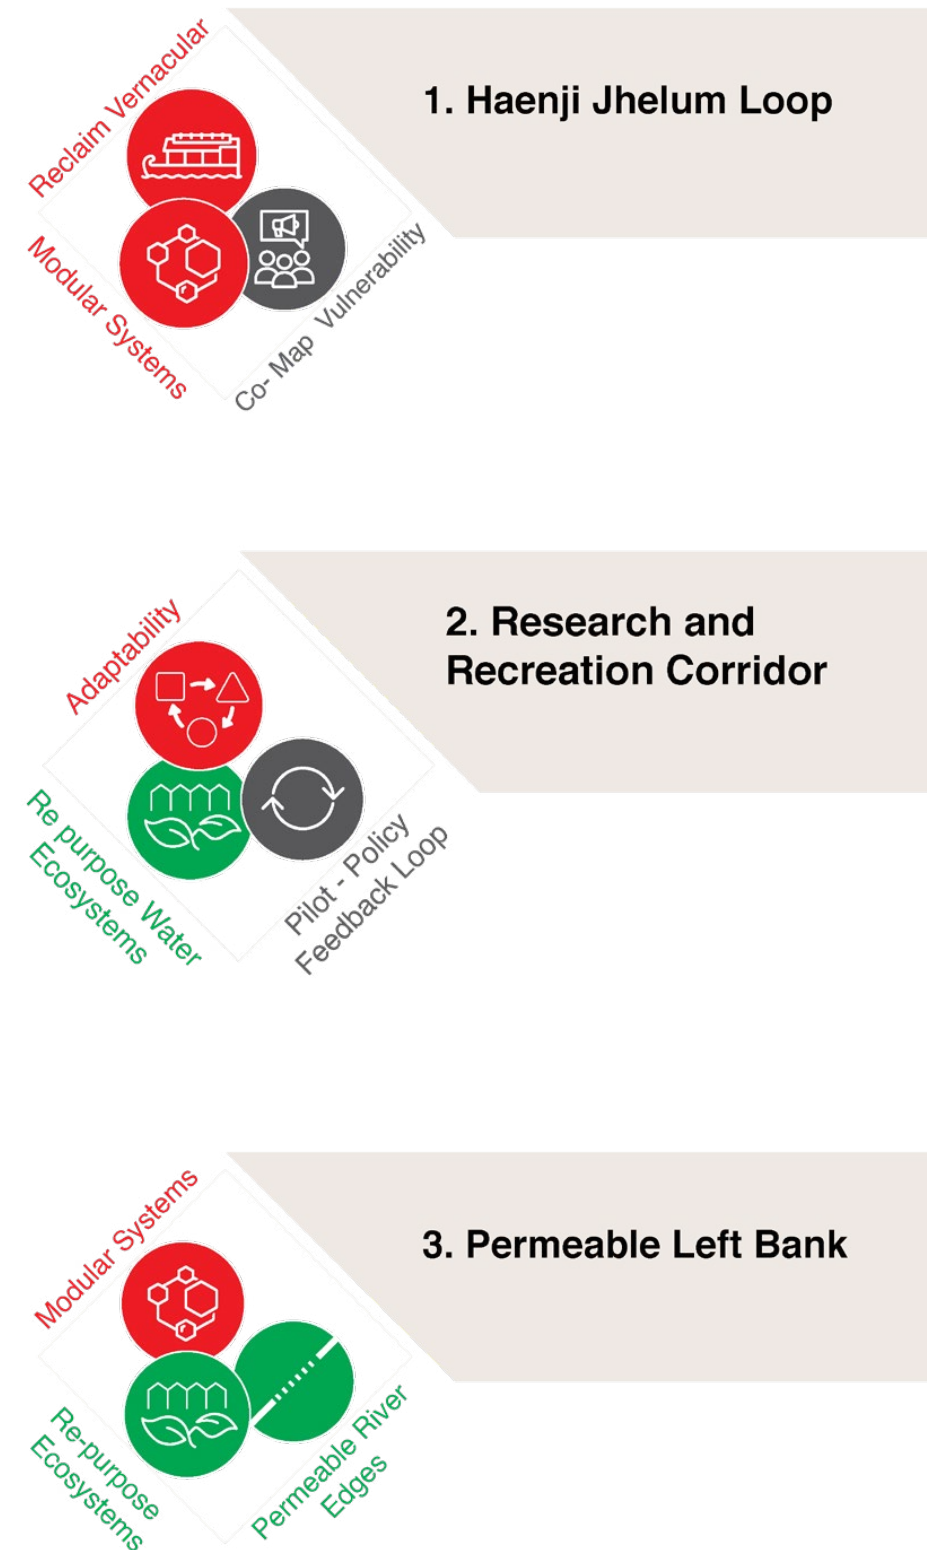 Reclaim Vernacular
1. Haenji Jhelum Loop
Modular Systems
Co- Map Vulnerability
Adaptability
2. Research and
Recreation Corridor
Re purpose Water
Ecosystems
Pilot - Policy
Feedback Loop
Modular Systems
3. Permeable Left Bank
Re-purpose
Ecosystems
Permeable River
Edges